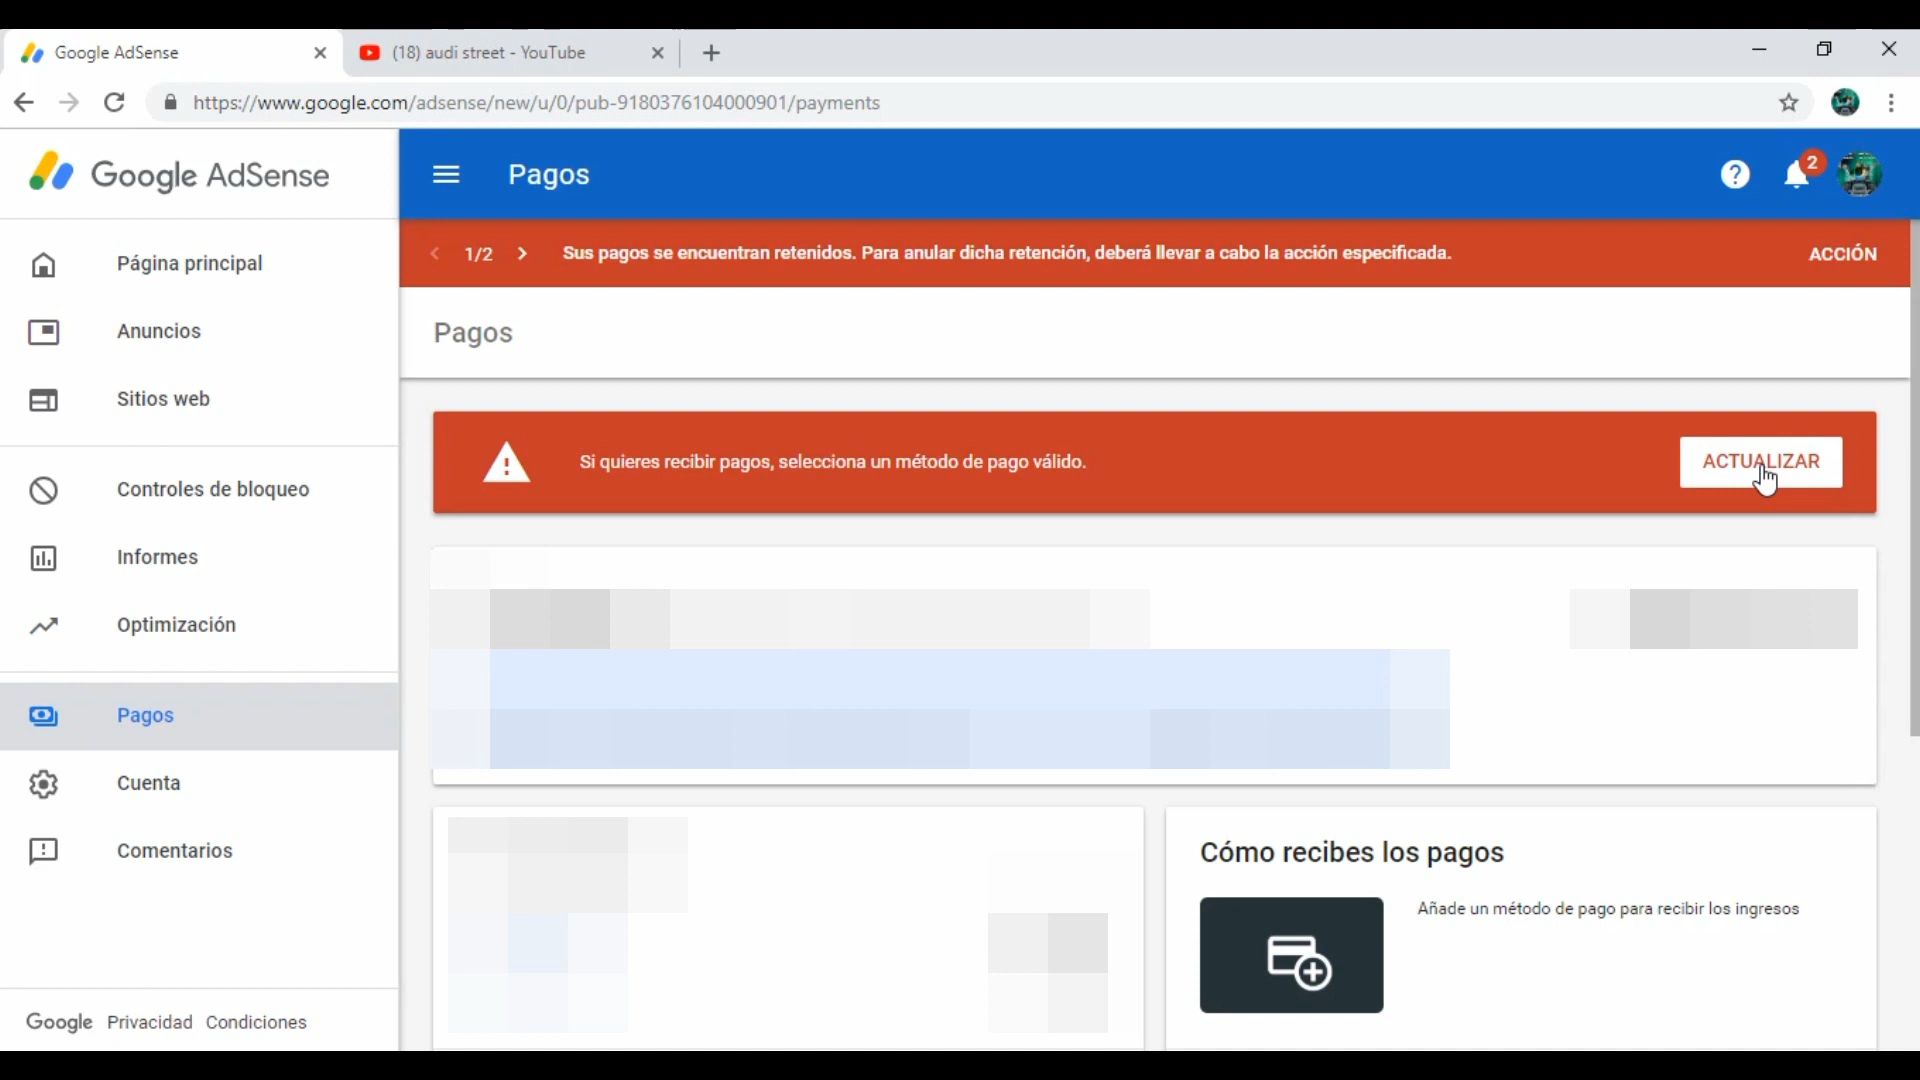 Google AdSense
(18) audi street - YouTube
https://www.google.com/adsense/new/u/0/pub-9180376104000901/payments
Google AdSense
Pagos
2
1/2
Sus pagos se encuentran retenidos. Para anular dicha retención, deberá llevar a cabo la acción especificada.
ACCIÓN
Página principal
Anuncios
Sitios web
Controles de bloqueo
Informes
Optimización
Pagos
Cuenta
Comentarios
Google Privacidad Condiciones
Pagos
Si quieres recibir pagos, selecciona un método de pago válido.
ACTUALIZAR
Cómo recibes los pagos
Añade un método de pago para recibir los ingresos